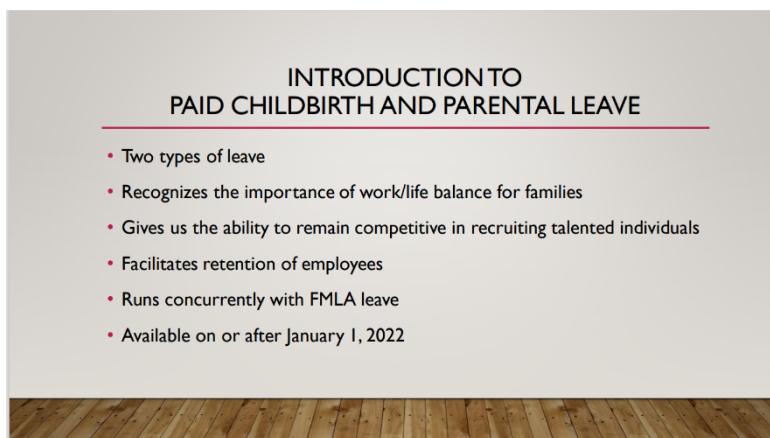 INTRODUCTION TO
PAID CHILDBIRTH AND PARENTAL LEAVE
• Two types of leave
• Recognizes the importance of work/life balance for families
• Gives us the ability to remain competitive in recruiting talented individuals
• Facilitates retention of employees
• Runs concurrently with FMLA leave
• Available on or after January 1, 2022